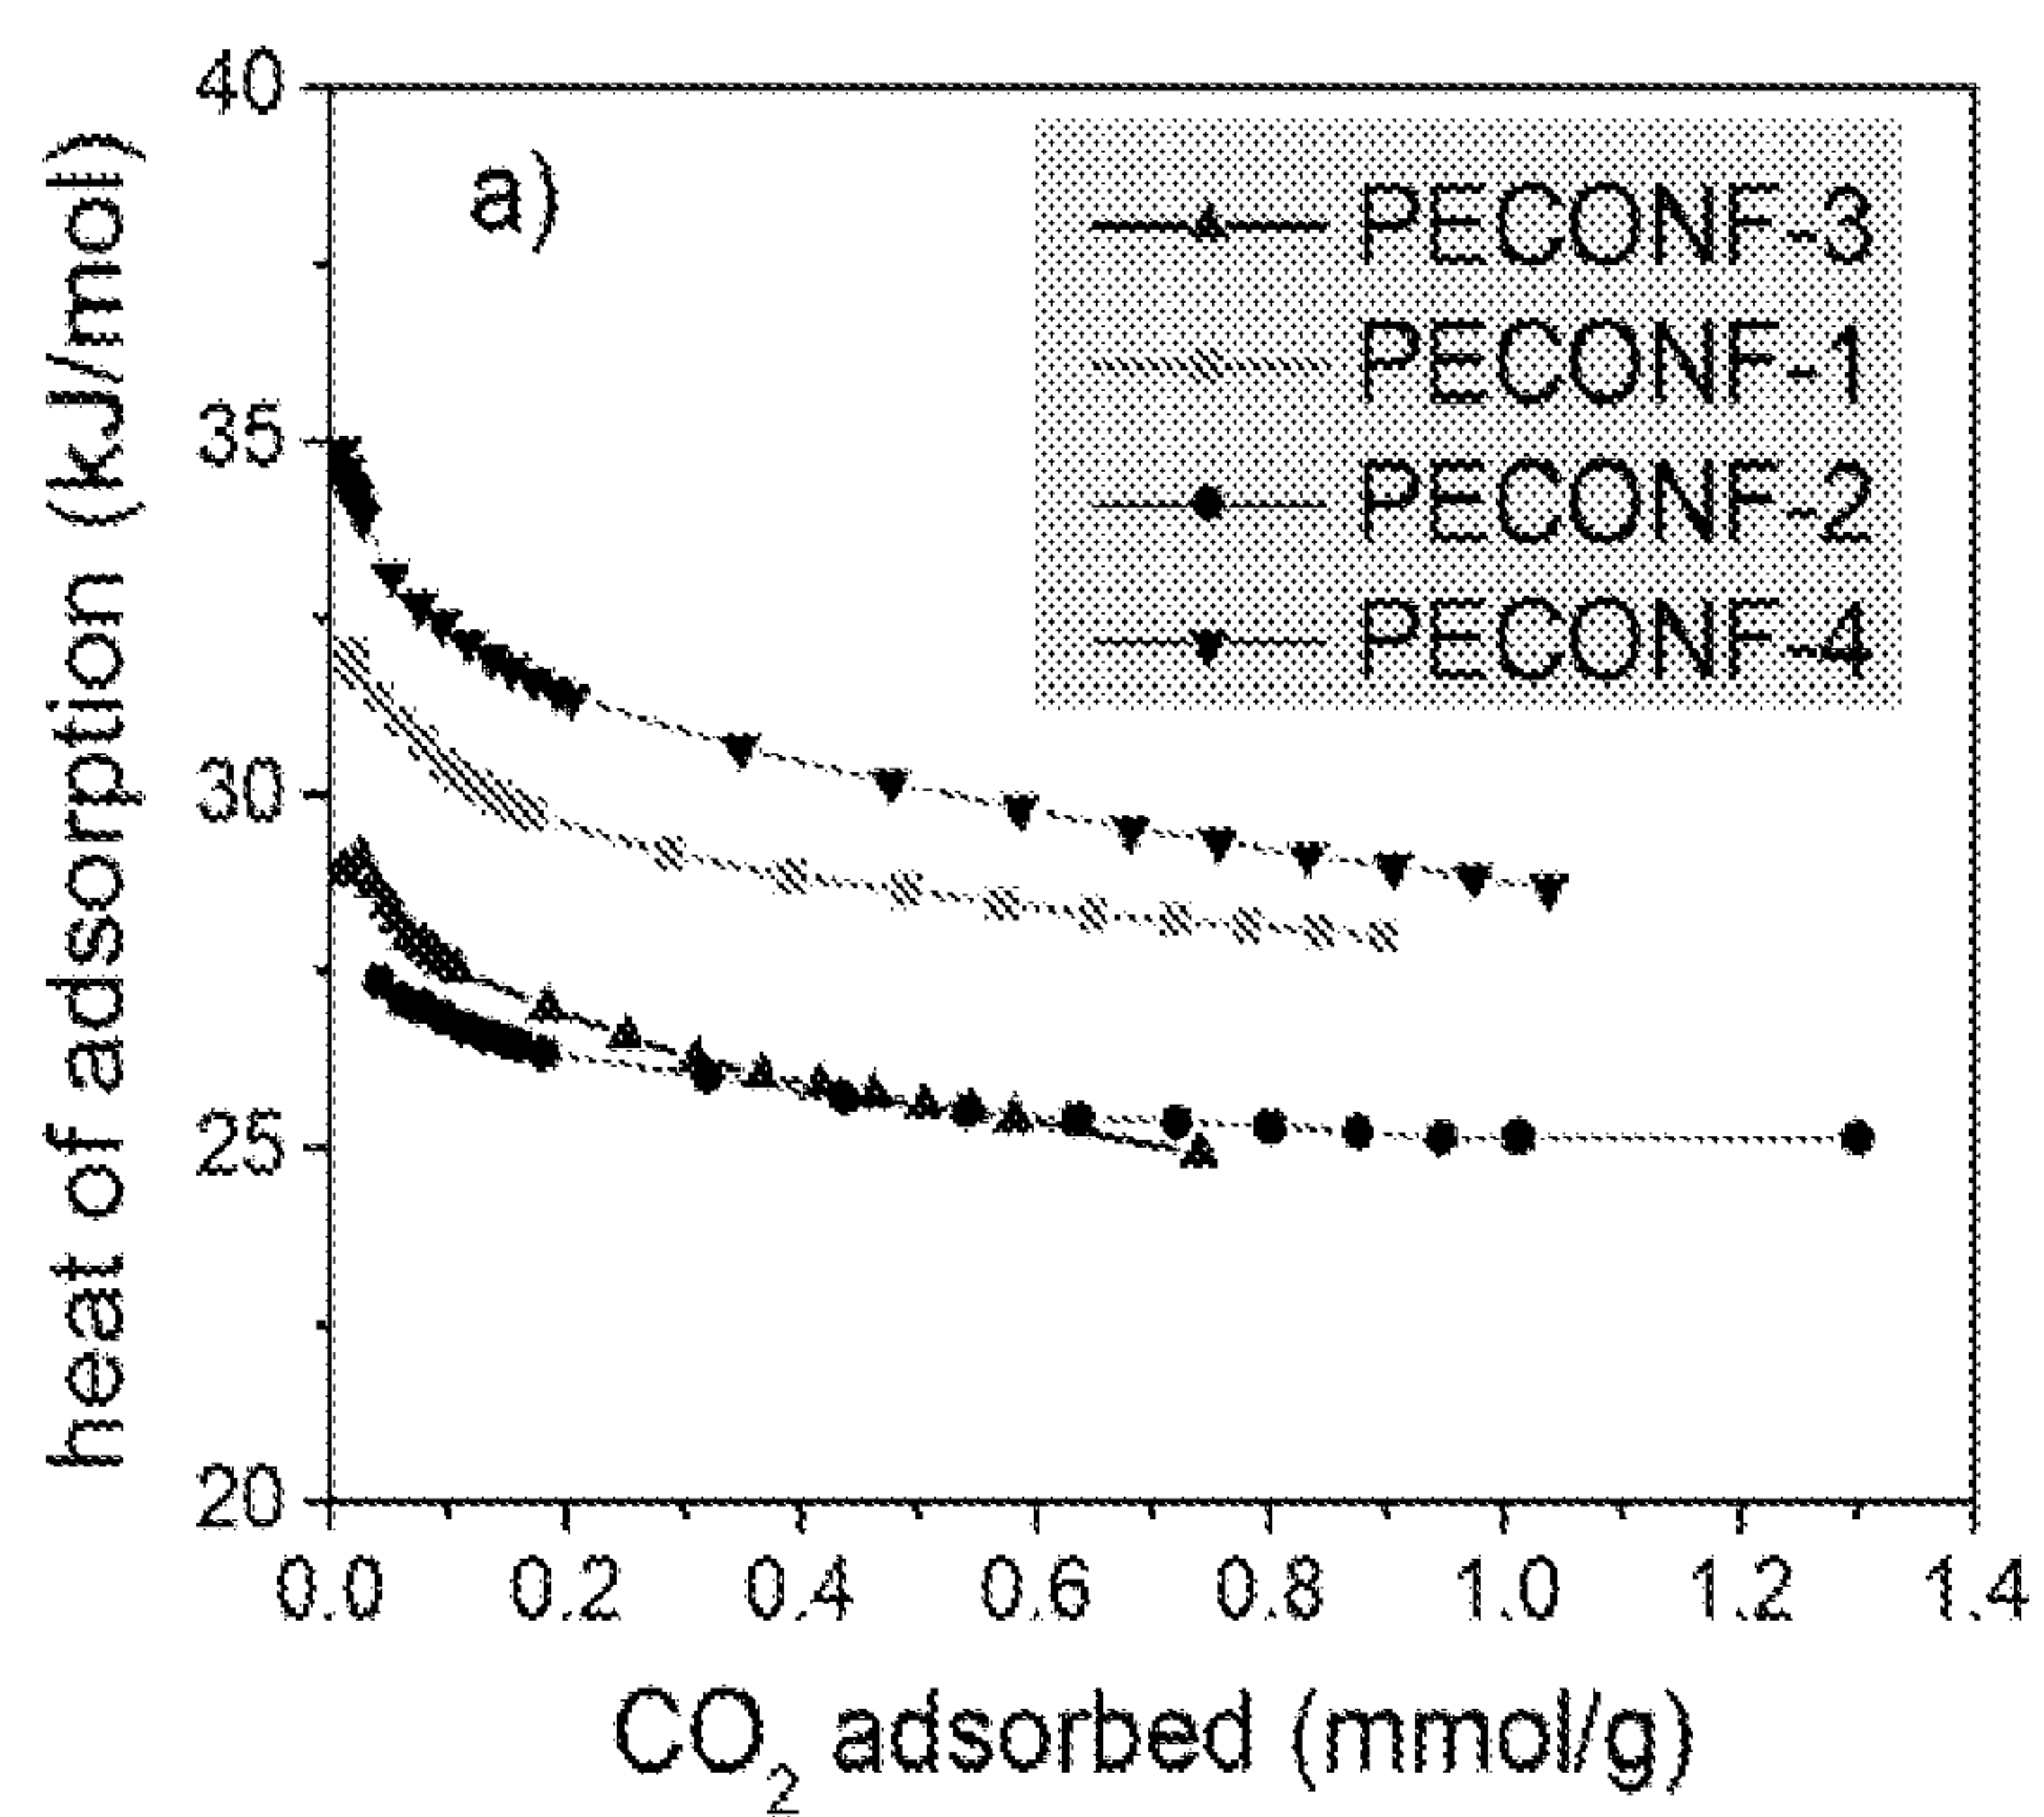 heat of adsorption (kJ/mol)
40
35
30
25
20
a)
PECONF-3
PECONF-1
PECONF-2
PECONF-4
0.0 0.2 0.4 0.6 0.8 1.0 1.2 1.4
CO₂ adsorbed (mmol/g)